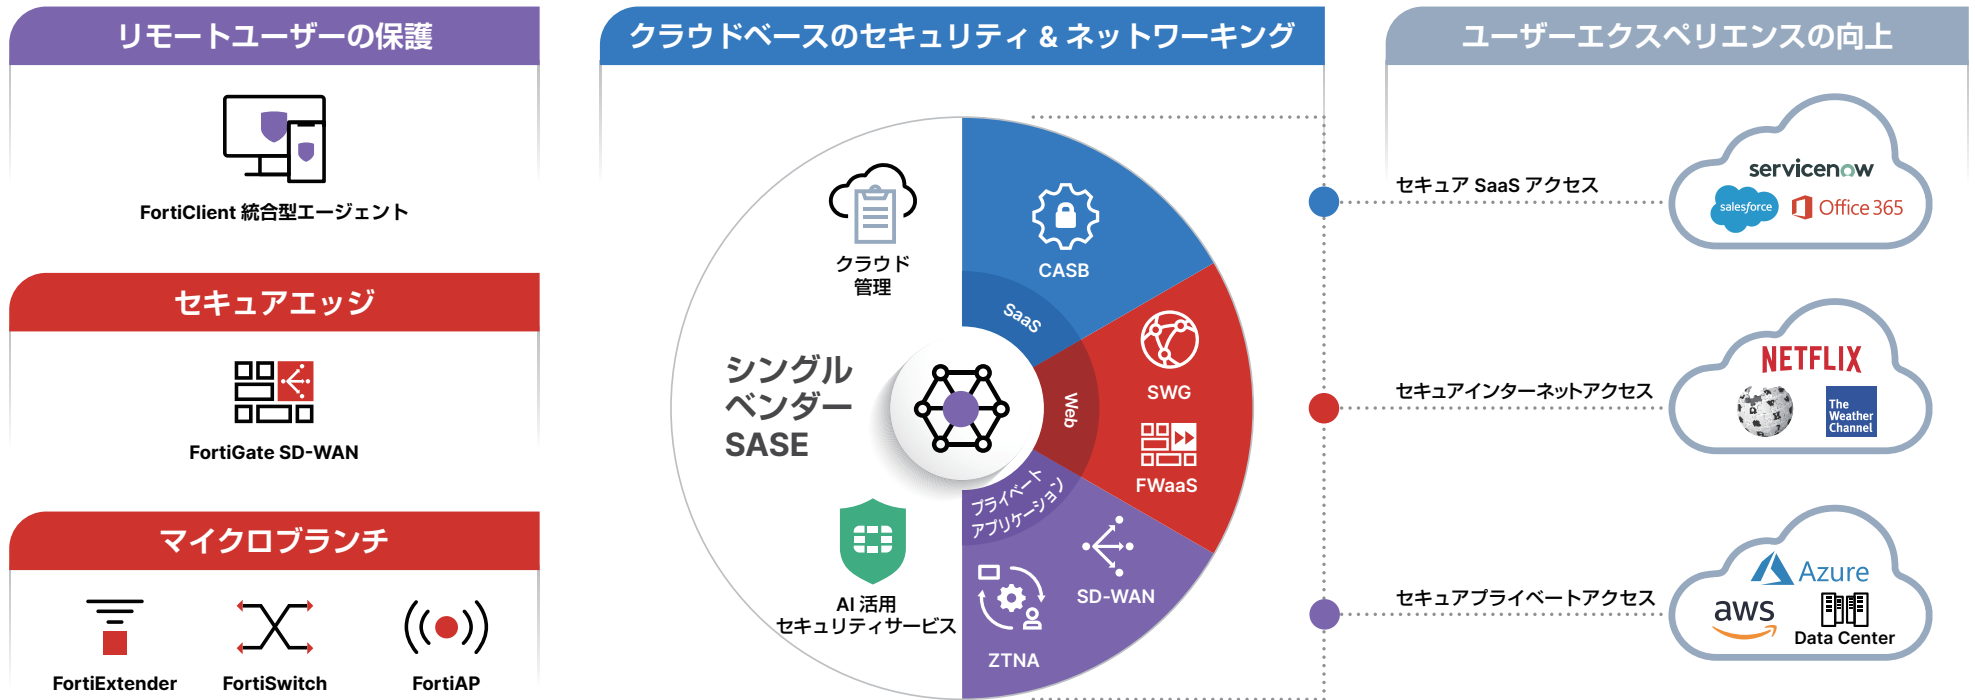 リモートユーザーの保護
FortiClient 統合型エージェント
セキュアエッジ
FortiGate SD-WAN
マイクロブランチ
FortiExtender
FortiSwitch
FortiAP
クラウドベースのセキュリティ & ネットワーキング
クラウド
管理
シングル
ベンダー
SASE
AI 活用
セキュリティサービス
CASB
SaaS
SWG
Web
FWaaS
プライベート
アプリケーション
SD-WAN
ZTNA
ユーザーエクスペリエンスの向上
セキュア SaaS アクセス
servicenow
salesforce
Office 365
セキュアインターネットアクセス
NETFLIX
The
Weather
Channel
セキュアプライベートアクセス
Azure
aws
Data Center